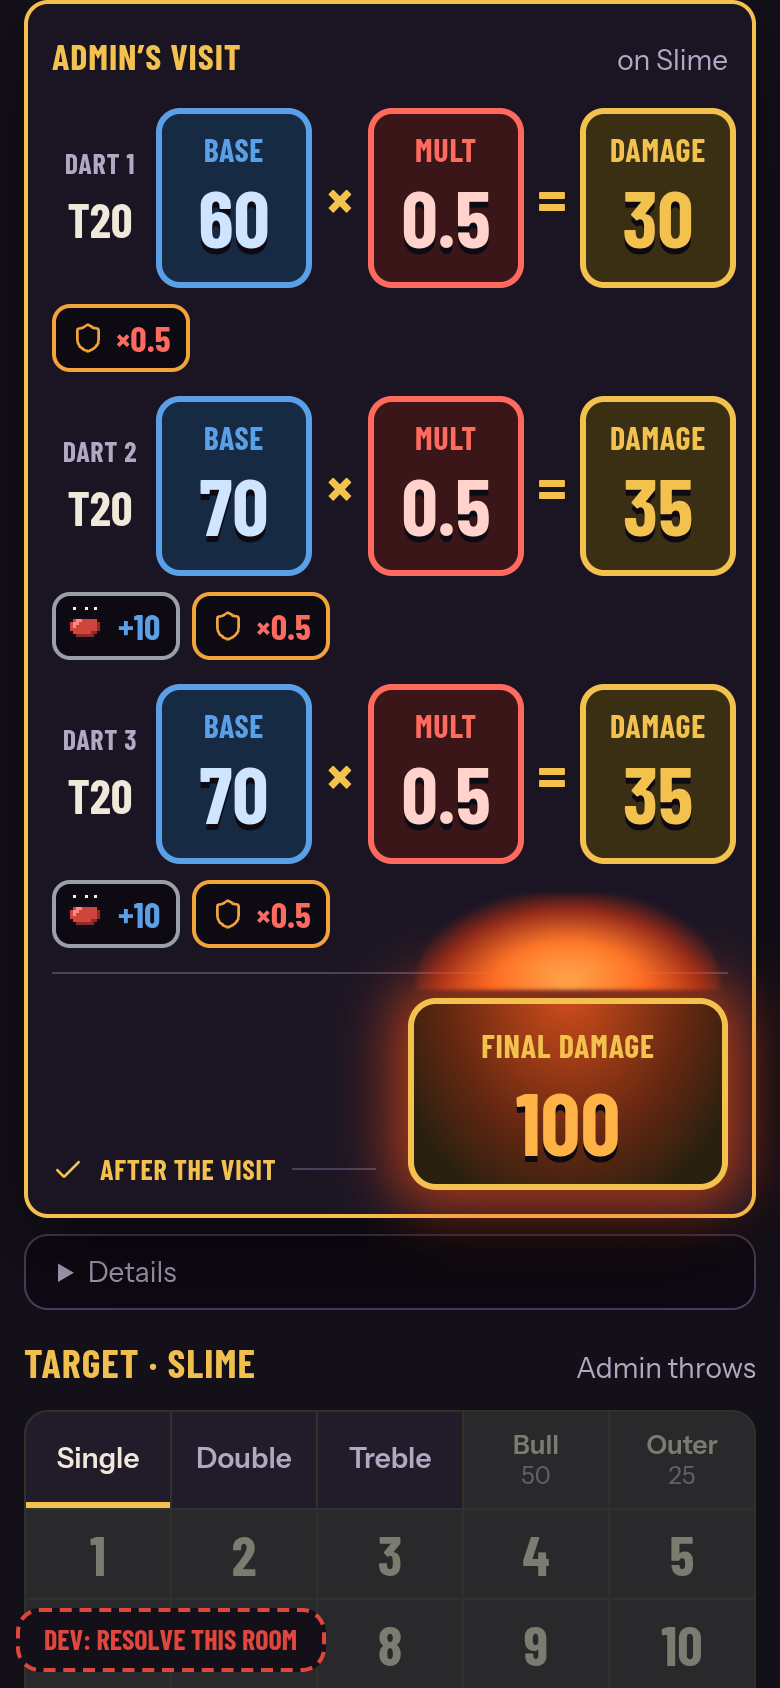 ADMIN'S VISIT
on Slime
DART 1
T20
BASE
60
×
MULT
0.5
=
DAMAGE
30
×0.5
DART 2
T20
BASE
70
×
MULT
0.5
=
DAMAGE
35
+10
×0.5
DART 3
T20
BASE
70
×
MULT
0.5
=
DAMAGE
35
+10
×0.5
FINAL DAMAGE
100
AFTER THE VISIT
Details
TARGET · SLIME
Admin throws
Single
Double
Treble
Bull
50
Outer
25
1
2
3
4
5
DEV: RESOLVE THIS ROOM
8
9
10